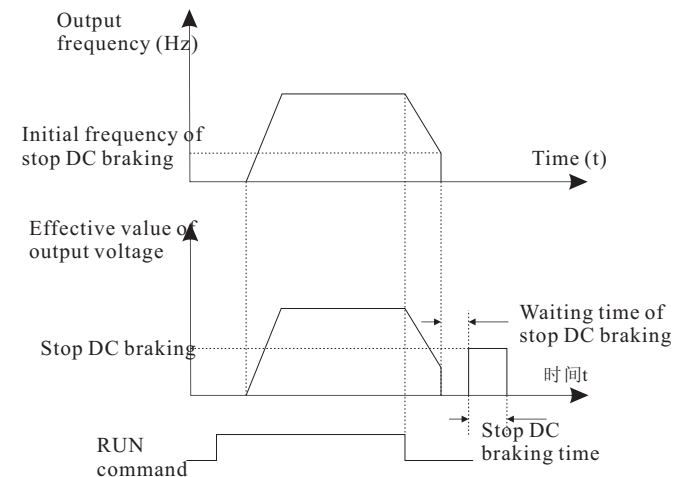 Output
frequency (Hz)
Initial frequency of
stop DC braking
Time (t)
Effective value of
output voltage
Waiting time of
stop DC braking
Stop DC braking
时间t
Stop DC
braking time
RUN
command